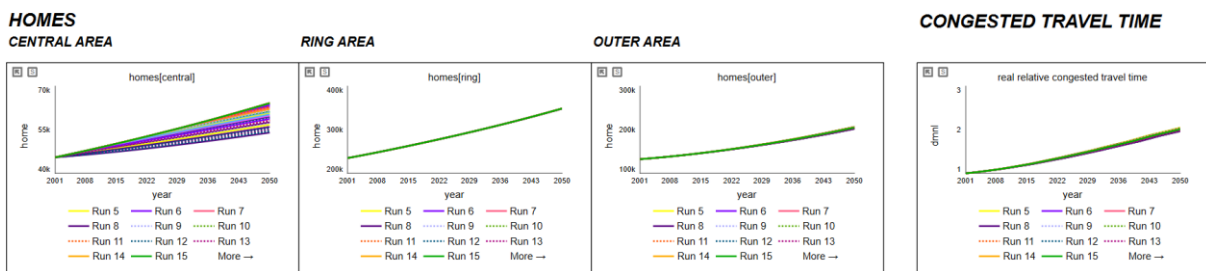 HOMES
CONGESTED TRAVEL TIME
CENTRAL AREA
RING AREA
OUTER AREA
S
homes[central]
70k
55k
40k
home
2001 2008 2015 2022 2029 2036 2043 2050
year
Run 5 Run 6 Run 7
Run 8 Run 9 Run 10
Run 11 Run 12 Run 13
Run 14 Run 15 More →
S
homes[ring]
400k
300k
200k
home
2001 2008 2015 2022 2029 2036 2043 2050
year
Run 5 Run 6 Run 7
Run 8 Run 9 Run 10
Run 11 Run 12 Run 13
Run 14 Run 15 More →
S
homes[outer]
300k
200k
100k
home
2001 2008 2015 2022 2029 2036 2043 2050
year
Run 5 Run 6 Run 7
Run 8 Run 9 Run 10
Run 11 Run 12 Run 13
Run 14 Run 15 More →
S
real relative congested travel time
3
2
1
dmnl
2001 2008 2015 2022 2029 2036 2043 2050
year
Run 5 Run 6 Run 7
Run 8 Run 9 Run 10
Run 11 Run 12 Run 13
Run 14 Run 15 More →